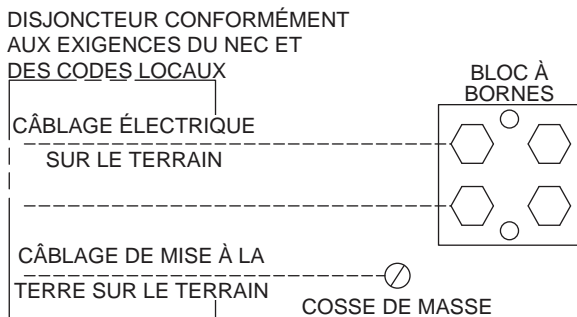 DISJONCTEUR CONFORMÉMENT
AUX EXIGENCES DU NEC ET
DES CODES LOCAUX
BLOC À
BORNES
CÂBLAGE ÉLECTRIQUE
SUR LE TERRAIN
CÂBLAGE DE MISE À LA
TERRE SUR LE TERRAIN
COSSE DE MASSE